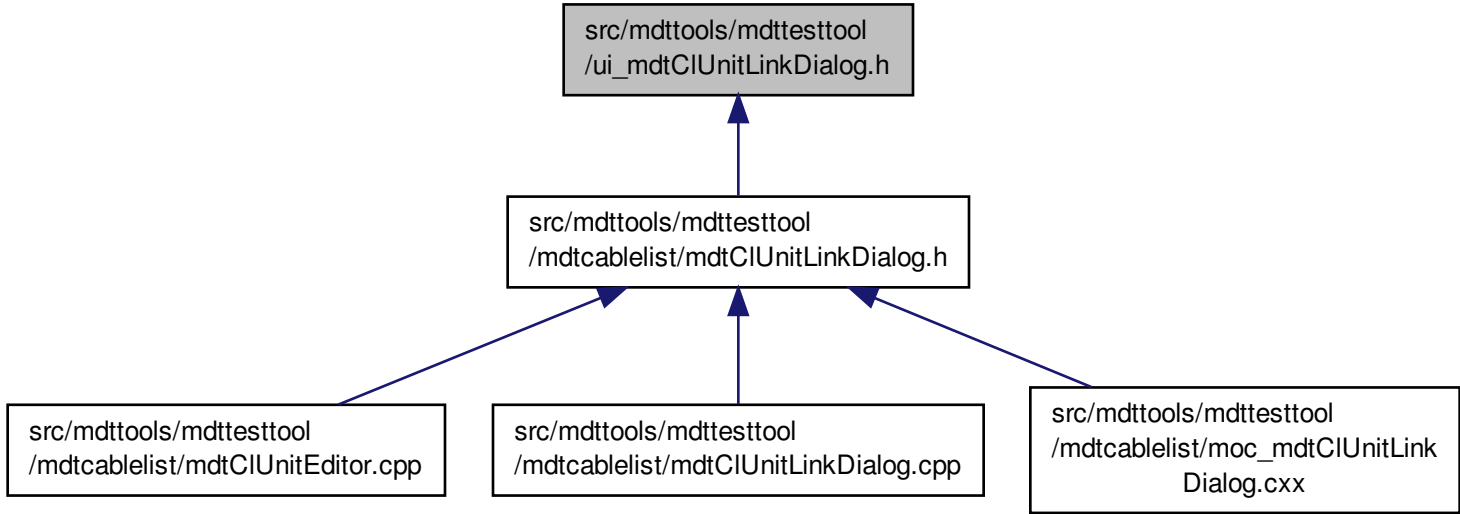 src/mdttools/mdttesttool
/ui_mdtClUnitLinkDialog.h
src/mdttools/mdttesttool
/mdtcablelist/mdtClUnitLinkDialog.h
src/mdttools/mdttesttool
/mdtcablelist/mdtClUnitEditor.cpp
src/mdttools/mdttesttool
/mdtcablelist/mdtClUnitLinkDialog.cpp
src/mdttools/mdttesttool
/mdtcablelist/moc_mdtClUnitLink
Dialog.cxx